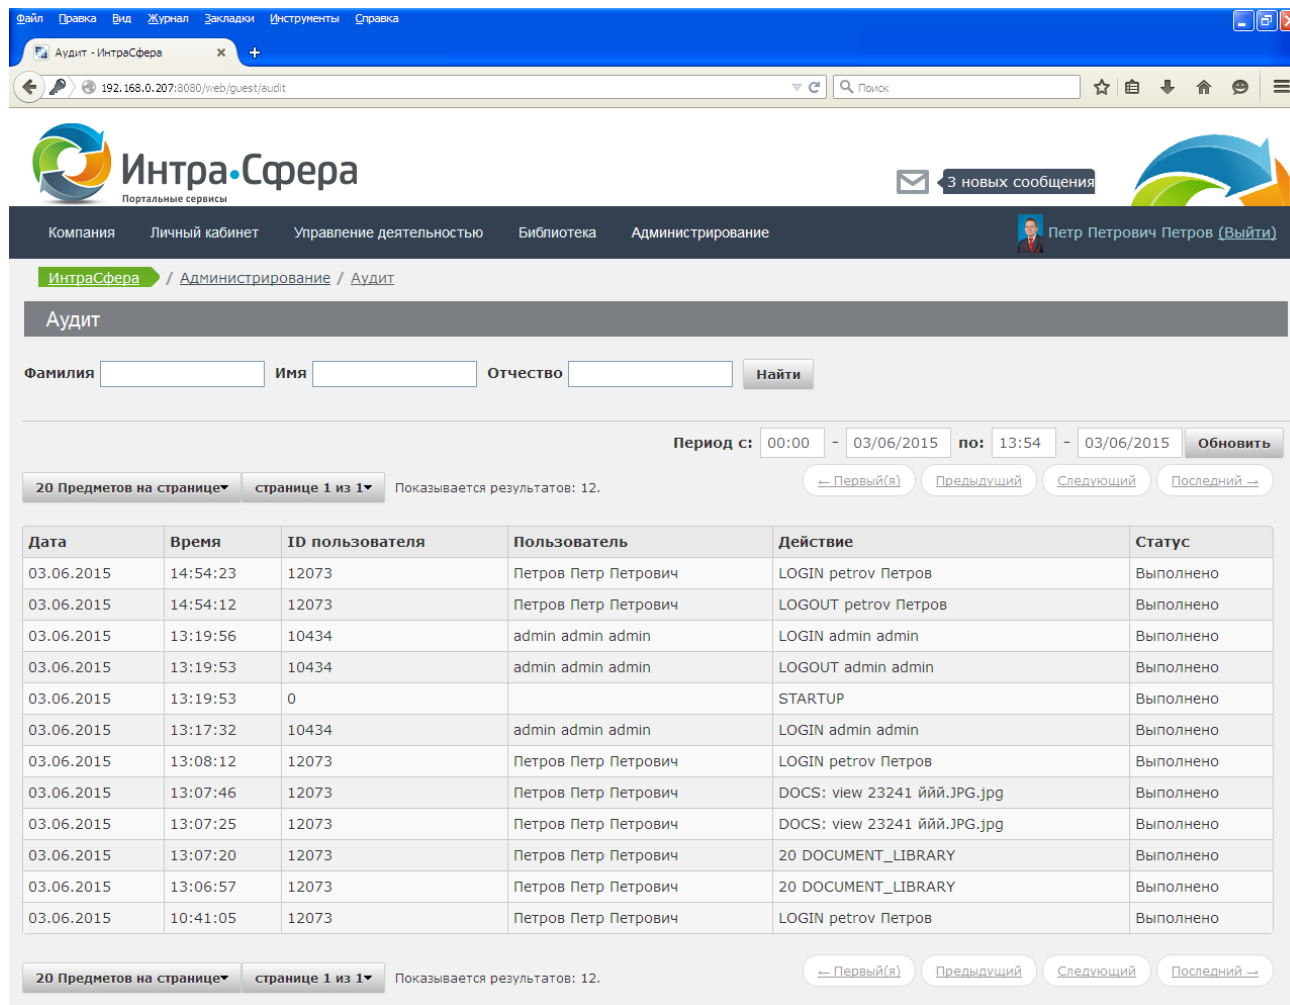 Файл Правка Вид Журнал Закладки Инструменты Справка
Аудит - ИнтраСфера
192.168.0.207:8080/web/guest/audit Поиск
Интра•Сфера
Портальные сервисы
3 новых сообщения
Компания Личный кабинет Управление деятельностью Библиотека Администрирование Петр Петрович Петров (Выйти)
ИнтраСфера / Администрирование / Аудит
Аудит
Фамилия Имя Отчество Найти
Период с: 00:00 - 03/06/2015 по: 13:54 - 03/06/2015 Обновить
20 Предметов на странице странице 1 из 1 Показывается результатов: 12. ← Первый(я) Предыдущий Следующий Последний →
Дата Время ID пользователя Пользователь Действие Статус
03.06.2015 14:54:23 12073 Петров Петр Петрович LOGIN petrov Петров Выполнено
03.06.2015 14:54:12 12073 Петров Петр Петрович LOGOUT petrov Петров Выполнено
03.06.2015 13:19:56 10434 admin admin admin LOGIN admin admin Выполнено
03.06.2015 13:19:53 10434 admin admin admin LOGOUT admin admin Выполнено
03.06.2015 13:19:53 0 STARTUP Выполнено
03.06.2015 13:17:32 10434 admin admin admin LOGIN admin admin Выполнено
03.06.2015 13:08:12 12073 Петров Петр Петрович LOGIN petrov Петров Выполнено
03.06.2015 13:07:46 12073 Петров Петр Петрович DOCS: view 23241 ййй.JPG.jpg Выполнено
03.06.2015 13:07:25 12073 Петров Петр Петрович DOCS: view 23241 ййй.JPG.jpg Выполнено
03.06.2015 13:07:20 12073 Петров Петр Петрович 20 DOCUMENT_LIBRARY Выполнено
03.06.2015 13:06:57 12073 Петров Петр Петрович 20 DOCUMENT_LIBRARY Выполнено
03.06.2015 10:41:05 12073 Петров Петр Петрович LOGIN petrov Петров Выполнено
20 Предметов на странице странице 1 из 1 Показывается результатов: 12. ← Первый(я) Предыдущий Следующий Последний →